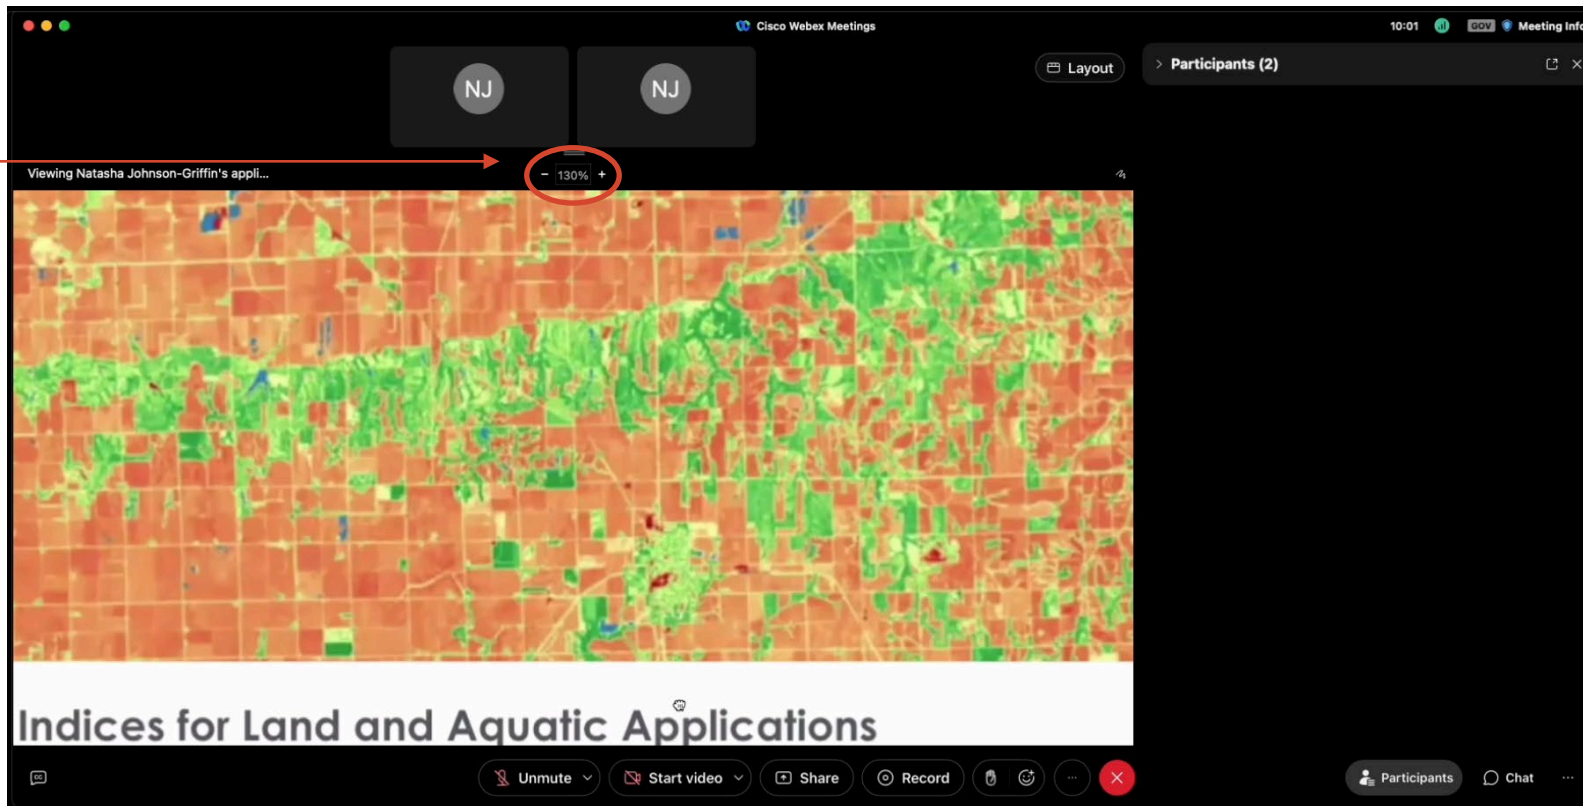 Cisco Webex Meetings
10:01 GOV Meeting Info
NJ NJ
Layout
Participants (2)
Viewing Natasha Johnson-Griffin's appli...
- 130% +
Indices for Land and Aquatic Applications
CC
Unmute
Start video
Share
Record
Participants
Chat